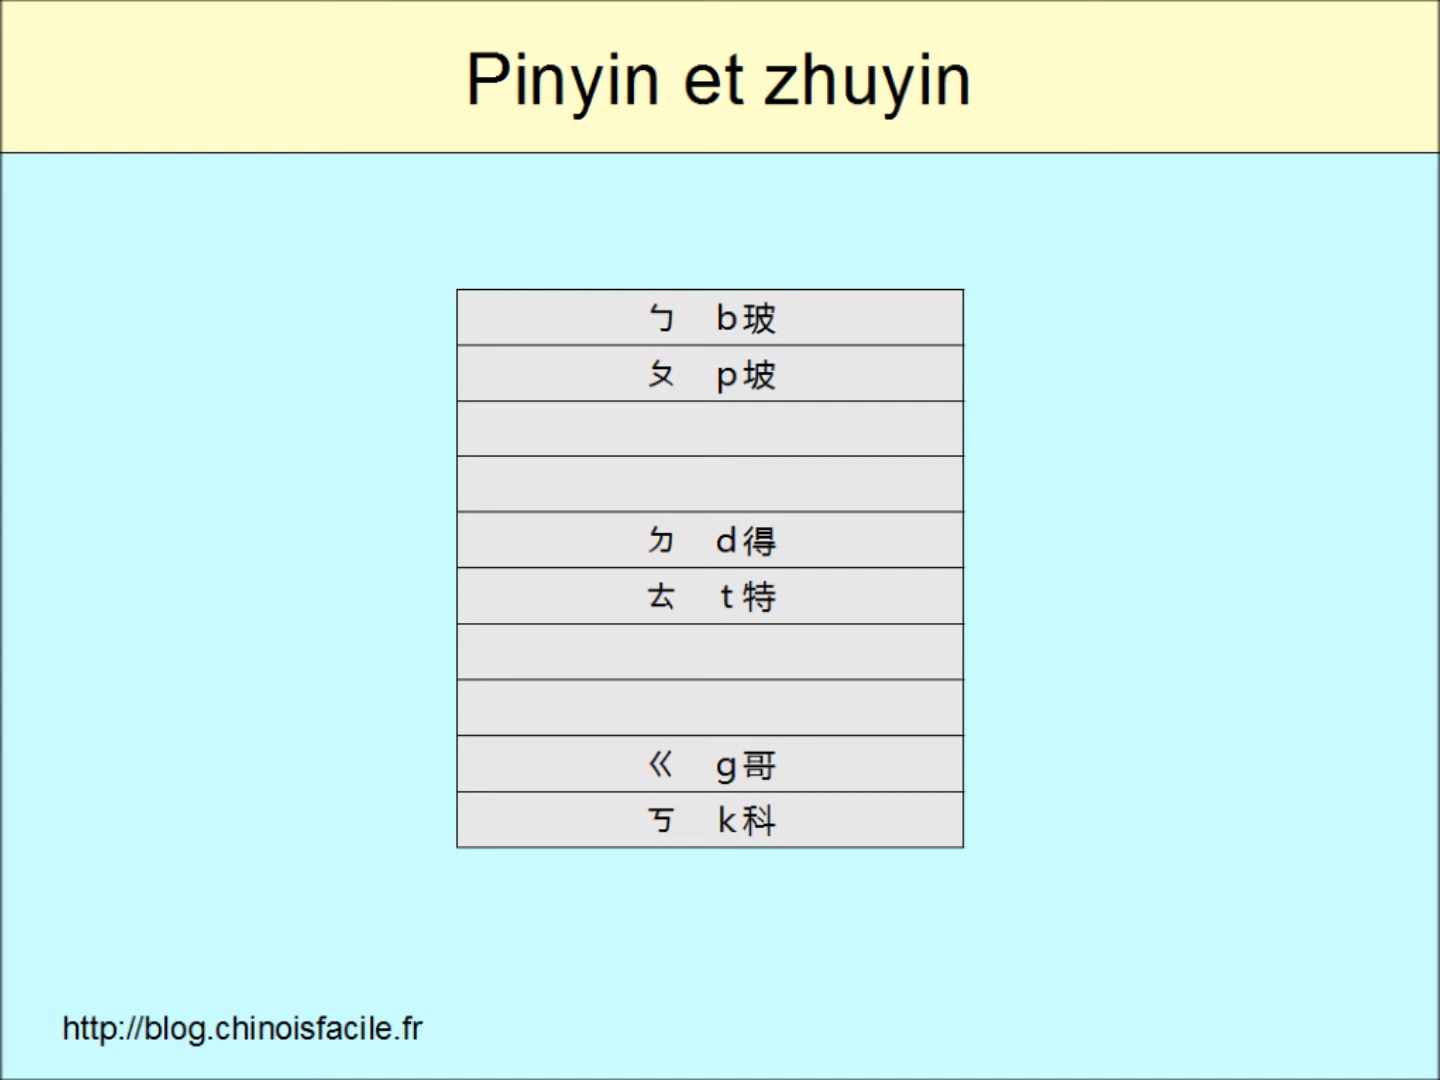 Pinyin et zhuyin
ㄅ b玻
ㄆ p坡
ㄉ d得
ㄊ t特
ㄍ g哥
ㄎ k科
http://blog.chinoisfacile.fr